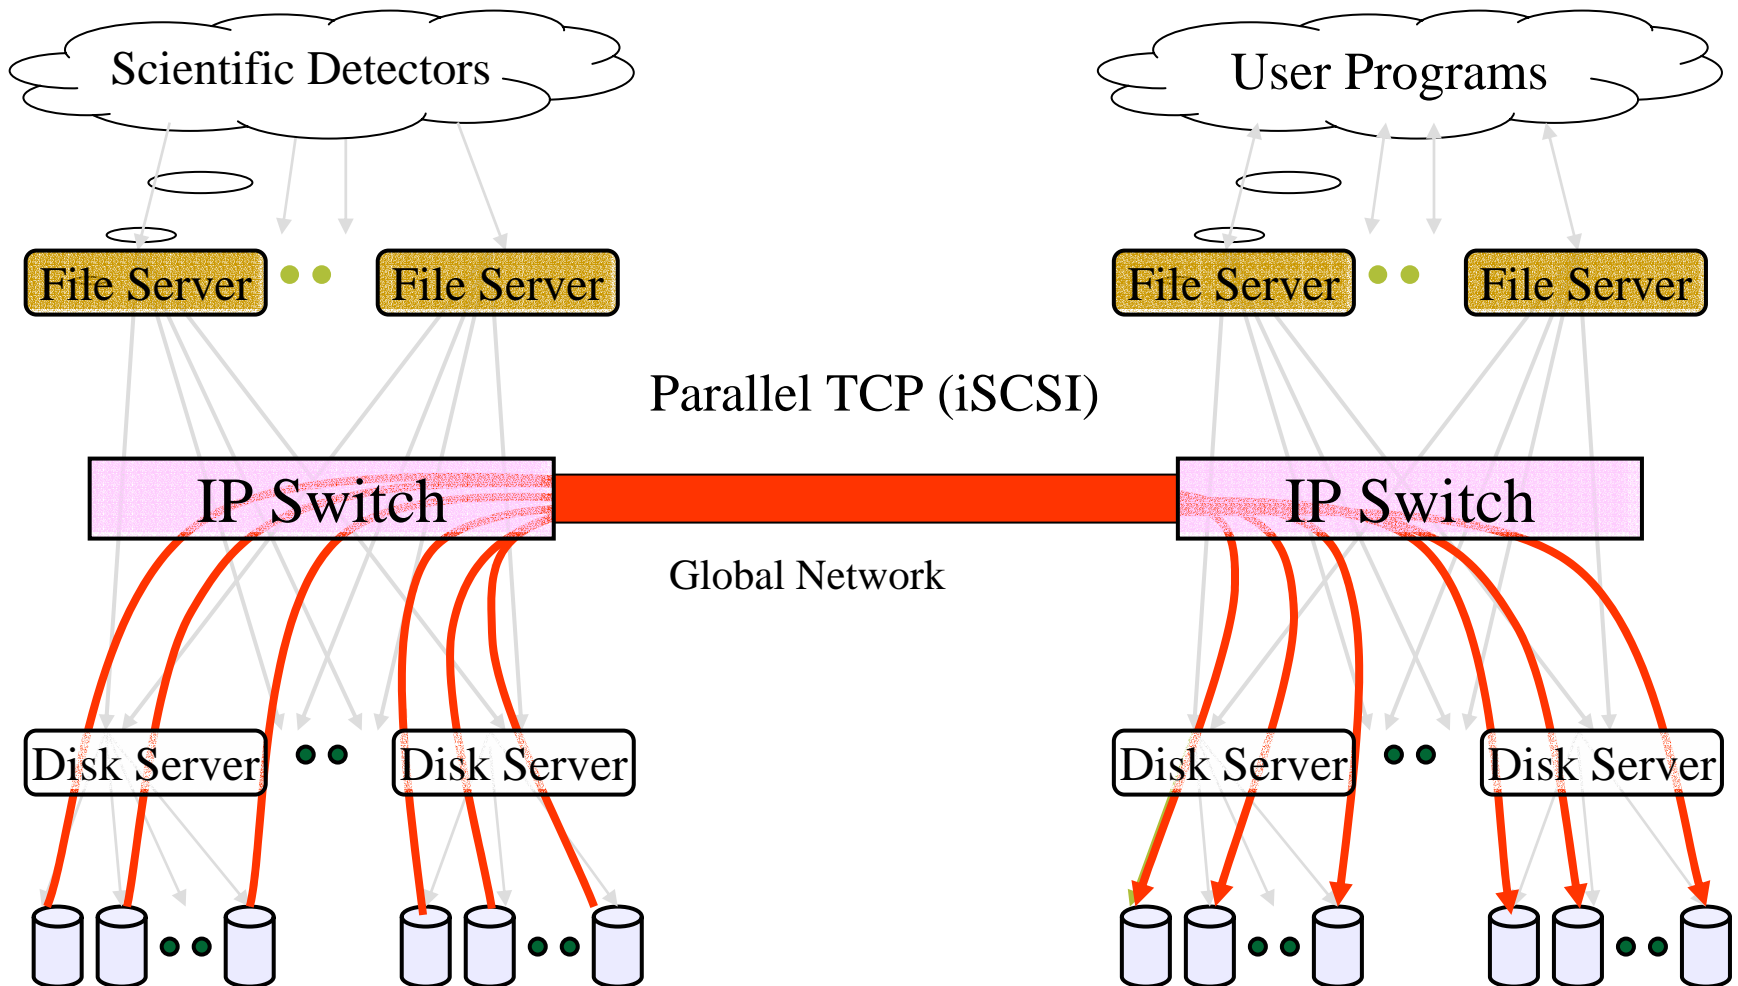 Scientific Detectors
User Programs
File Server
File Server
File Server
File Server
Parallel TCP (iSCSI)
IP Switch
IP Switch
Global Network
Disk Server
Disk Server
Disk Server
Disk Server